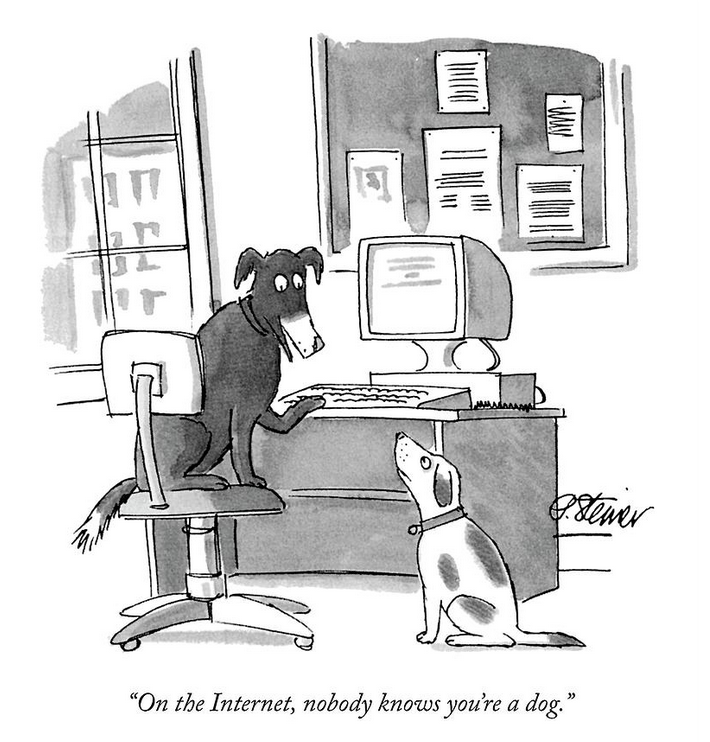 P. Steiner
“On the Internet, nobody knows you’re a dog.”